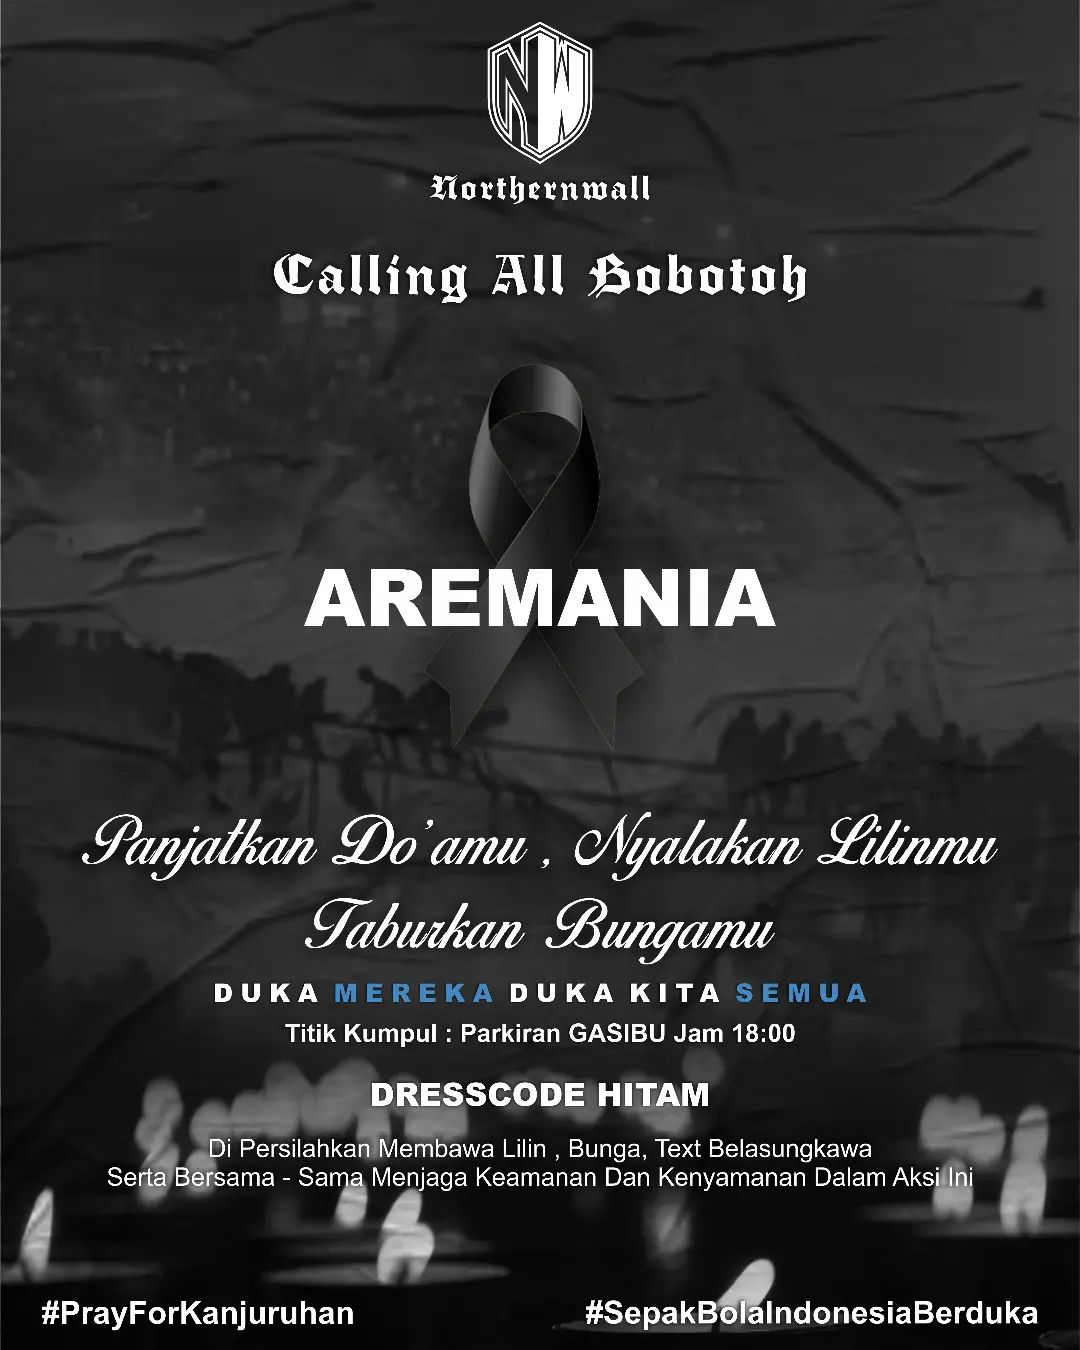 NW
Northernwall
Calling All Bobotoh
AREMANIA
Panjatkan Do'amu , Nyalakan Lilinmu
Taburkan Bungamu
DUKA MEREKA DUKA KITA SEMUA
Titik Kumpul : Parkiran GASIBU Jam 18:00
DRESSCODE HITAM
Di Persilahkan Membawa Lilin , Bunga, Text Belasungkawa
Serta Bersama - Sama Menjaga Keamanan Dan Kenyamanan Dalam Aksi Ini
#PrayForKanjuruhan
#SepakBolaIndonesiaBerduka